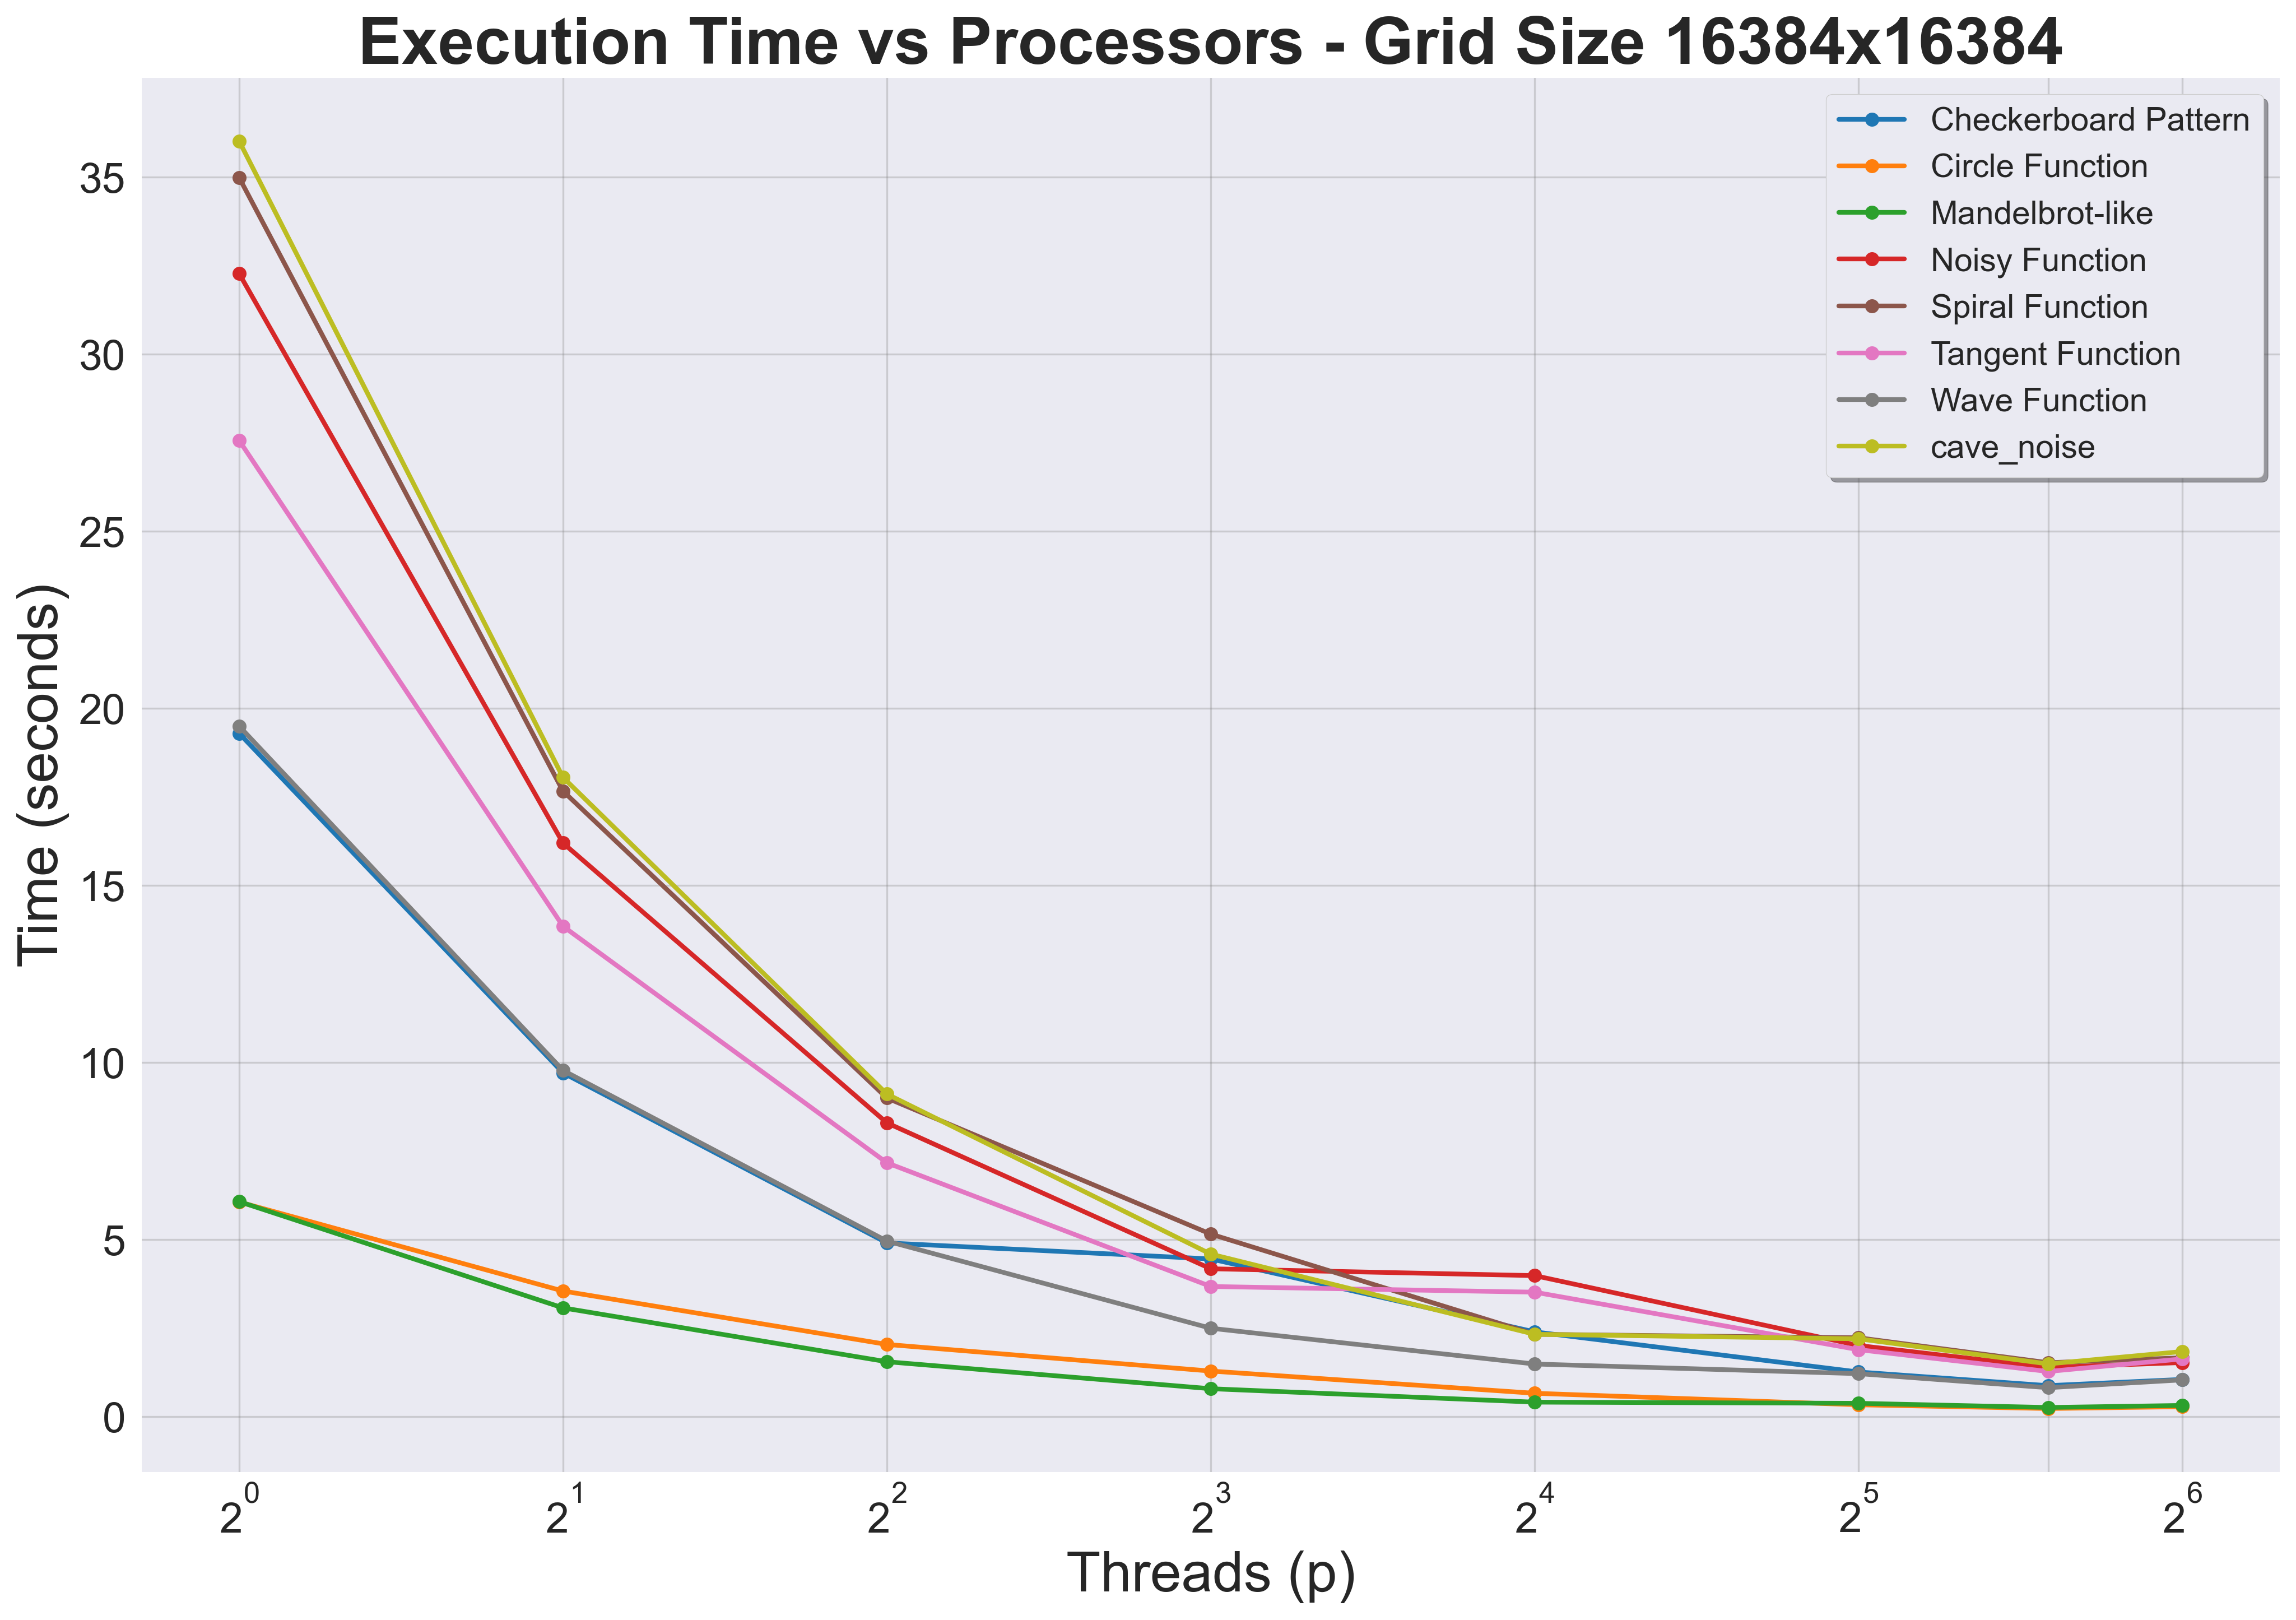 Execution Time vs Processors - Grid Size 16384x16384
Checkerboard Pattern
Circle Function
Mandelbrot-like
Noisy Function
Spiral Function
Tangent Function
Wave Function
cave_noise
Time (seconds)
35
30
25
20
15
10
5
0
2^0 2^1 2^2 2^3 2^4 2^5 2^6
Threads (p)